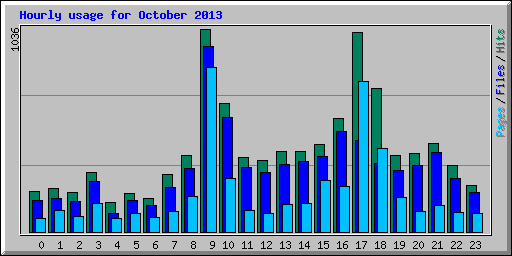 Hourly usage for October 2013
1036
Pages / Files / Hits
0 1 2 3 4 5 6 7 8 9 10 11 12 13 14 15 16 17 18 19 20 21 22 23